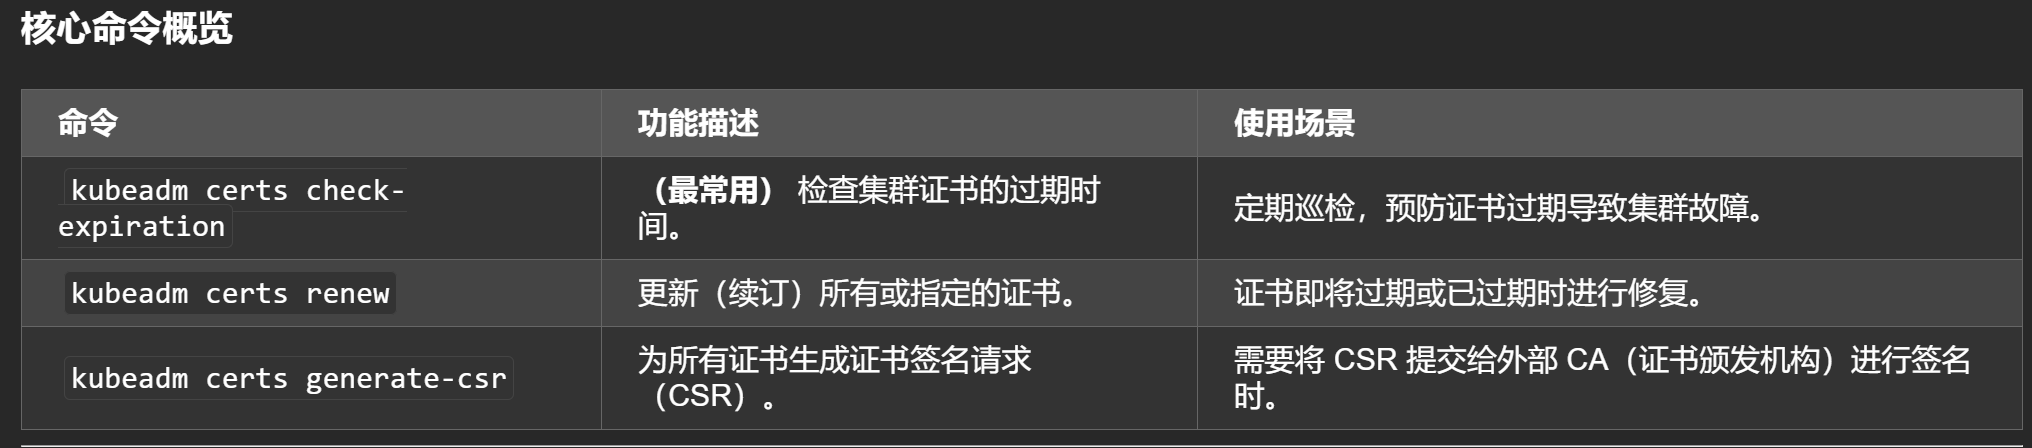 核心命令概览
命令
功能描述
使用场景
kubeadm certs check-
expiration
（最常用） 检查集群证书的过期时
间。
定期巡检，预防证书过期导致集群故障。
kubeadm certs renew
更新（续订）所有或指定的证书。
证书即将过期或已过期时进行修复。
kubeadm certs generate-csr
为所有证书生成证书签名请求
（CSR）。
需要将 CSR 提交给外部 CA（证书颁发机构）进行签名
时。